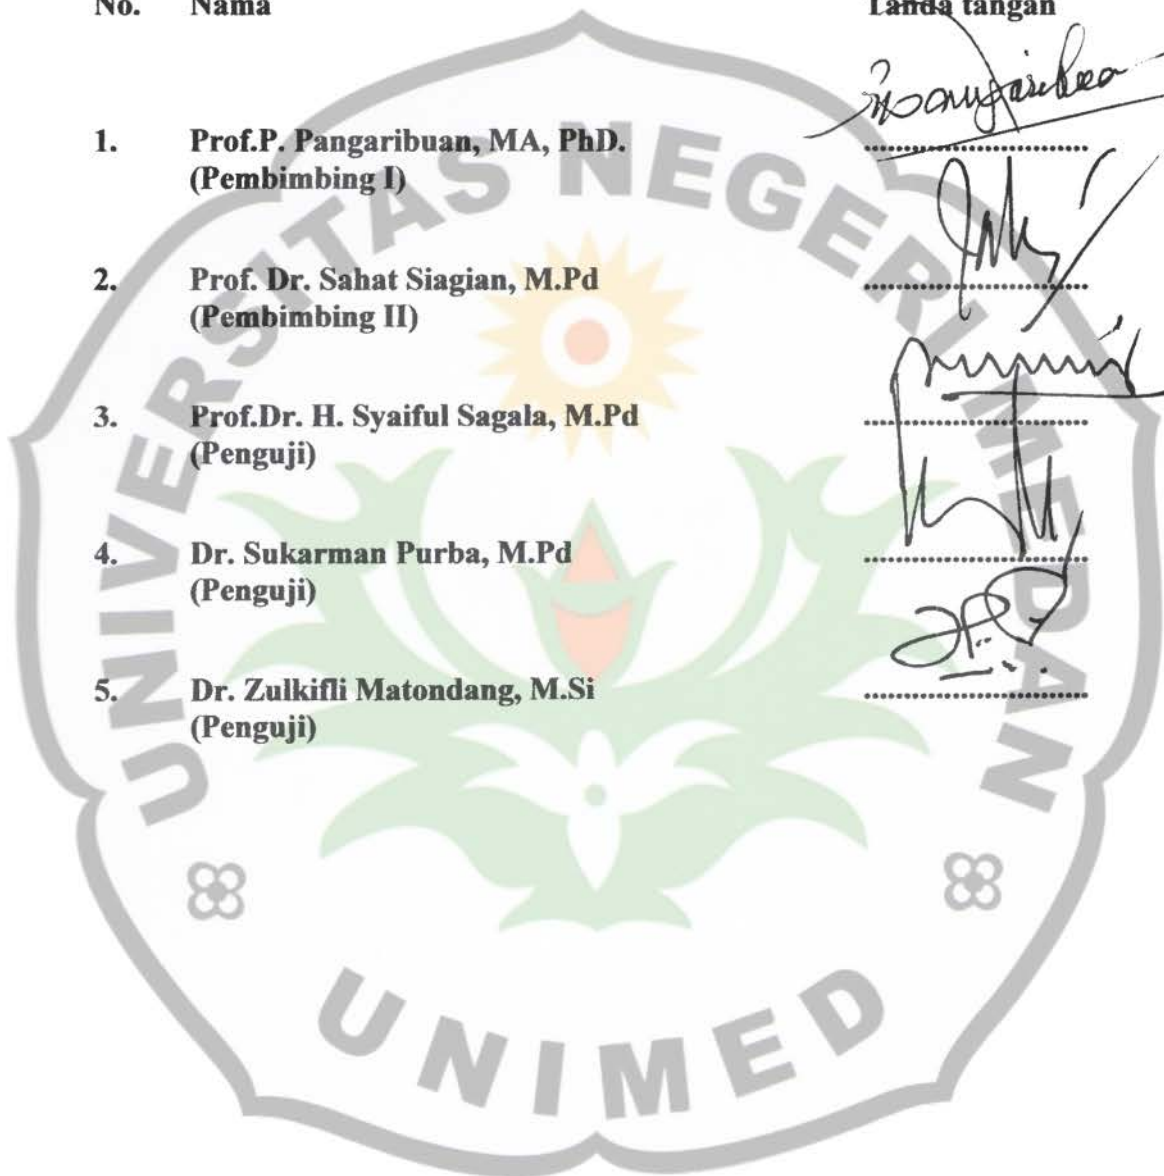 No. Nama Tanda tangan
1. Prof.P. Pangaribuan, MA, PhD. ........................
(Pembimbing I)
2. Prof. Dr. Sahat Siagian, M.Pd ........................
(Pembimbing II)
3. Prof.Dr. H. Syaiful Sagala, M.Pd ........................
(Penguji)
4. Dr. Sukarman Purba, M.Pd ........................
(Penguji)
5. Dr. Zulkifli Matondang, M.Si ........................
(Penguji)
UNIVERSITAS NEGERI MEDAN
UNIMED